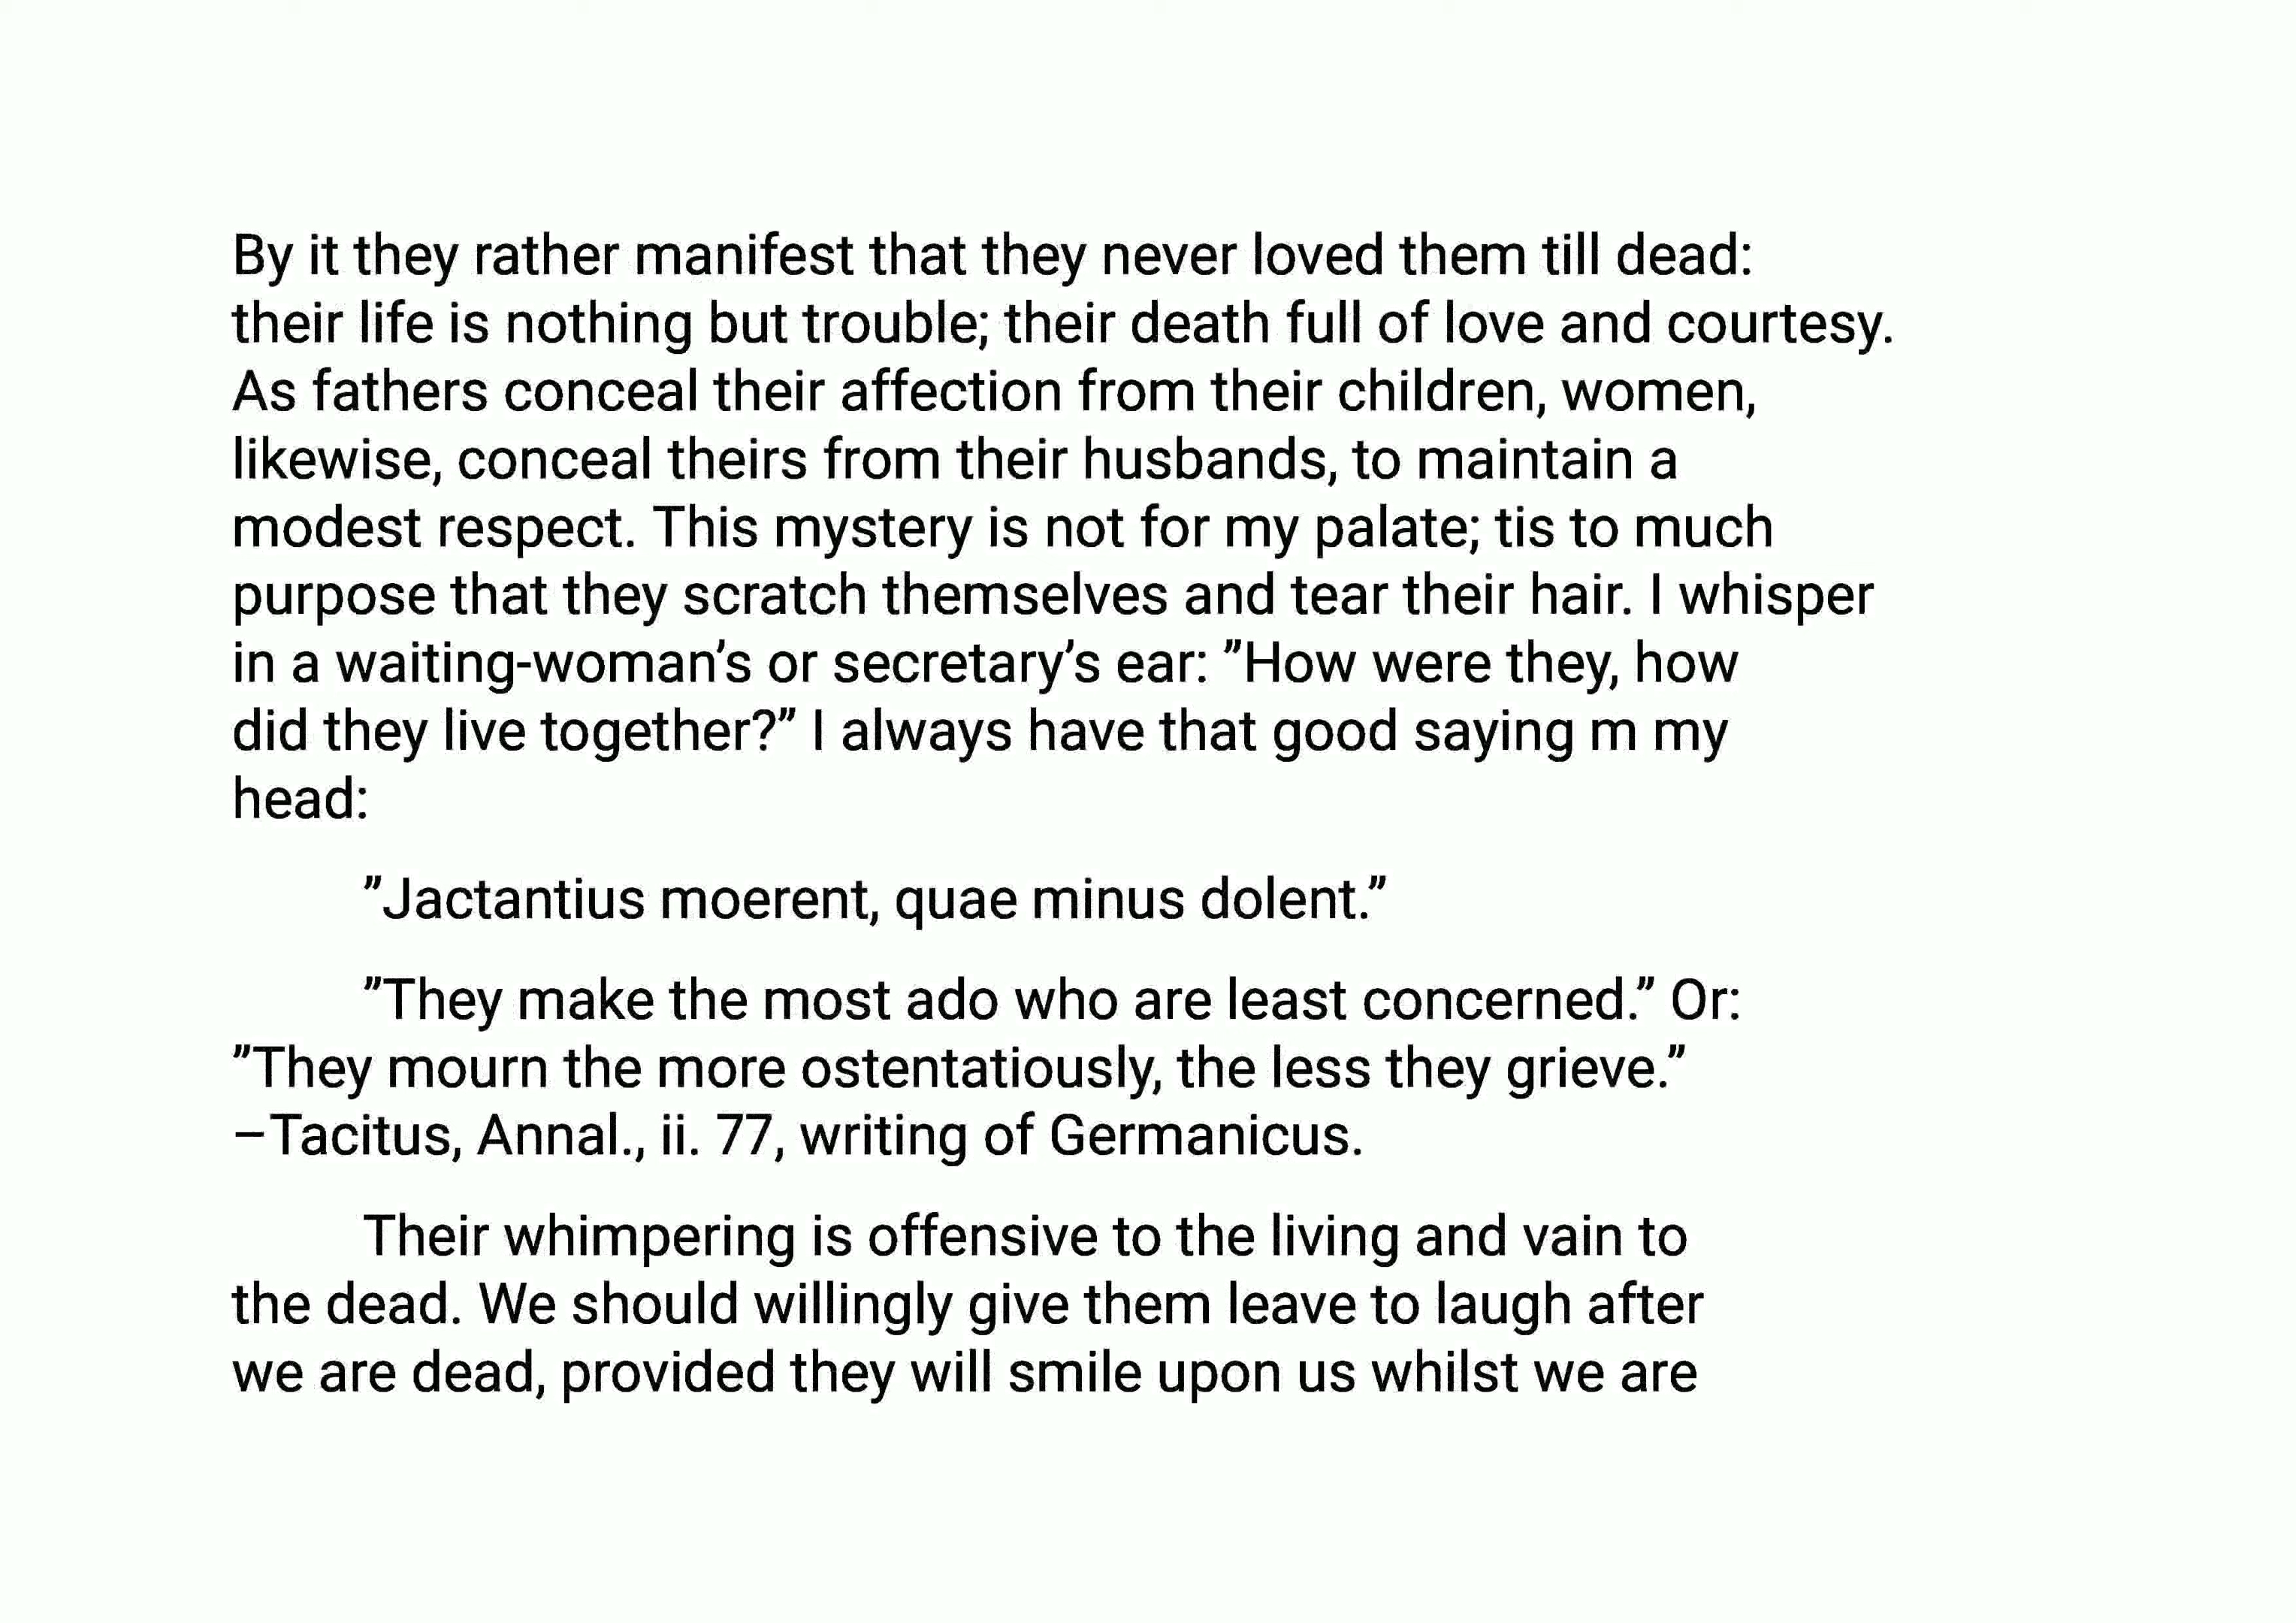 By it they rather manifest that they never loved them till dead:
their life is nothing but trouble; their death full of love and courtesy.
As fathers conceal their affection from their children, women,
likewise, conceal theirs from their husbands, to maintain a
modest respect. This mystery is not for my palate; tis to much
purpose that they scratch themselves and tear their hair. I whisper
in a waiting-woman’s or secretary’s ear: ”How were they, how
did they live together?” I always have that good saying m my
head:
”Jactantius moerent, quae minus dolent.”
”They make the most ado who are least concerned.” Or:
”They mourn the more ostentatiously, the less they grieve.”
–Tacitus, Annal., ii. 77, writing of Germanicus.
Their whimpering is offensive to the living and vain to
the dead. We should willingly give them leave to laugh after
we are dead, provided they will smile upon us whilst we are